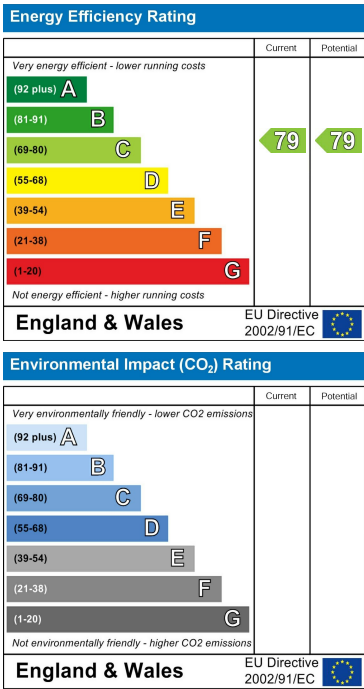 Energy Efficiency Rating
Current Potential
Very energy efficient - lower running costs
(92 plus) A
(81-91) B
(69-80) C 79 79
(55-68) D
(39-54) E
(21-38) F
(1-20) G
Not energy efficient - higher running costs
England & Wales
EU Directive
2002/91/EC
Environmental Impact (CO₂) Rating
Current Potential
Very environmentally friendly - lower CO2 emissions
(92 plus) A
(81-91) B
(69-80) C
(55-68) D
(39-54) E
(21-38) F
(1-20) G
Not environmentally friendly - higher CO2 emissions
England & Wales
EU Directive
2002/91/EC